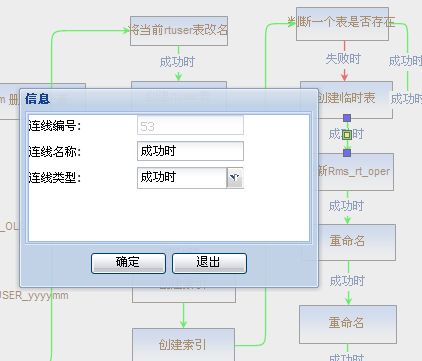 将当前rtuser表改名
判断一个表是否存在
成功时
失败时
成功时
m 册
创建临时表
成功时
信息
连线编号: 53
连线名称: 成功时
连线类型: 成功时
确定
退出
成功时
新Rms_rt_oper
成功时
_OL
重命名
成功时
USER_yyyymm
重命名
创建索引
成功时